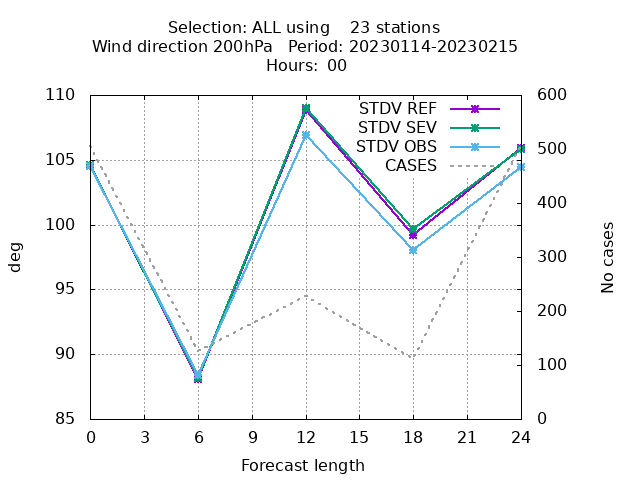 Selection: ALL using    23 stations
Wind direction 200hPa   Period: 20230114-20230215
Hours: 00
STDV REF
STDV SEV
STDV OBS
CASES
deg
110
105
100
95
90
85
600
500
400
300
200
100
0
No cases
0 3 6 9 12 15 18 21 24
Forecast length